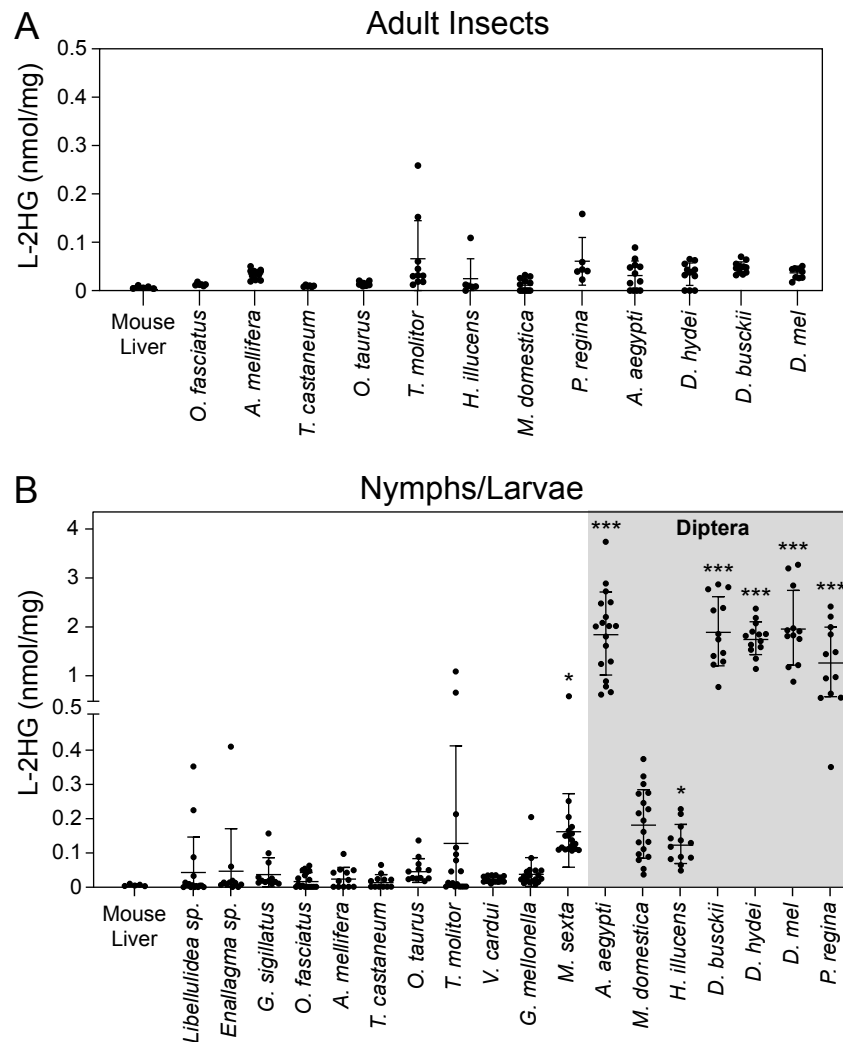 A
Adult Insects
L-2HG (nmol/mg)
0.5
0.4
0.3
0.2
0.1
0
Mouse
Liver
O. fasciatus
A. mellifera
T. castaneum
O. taurus
T. molitor
H. illucens
M. domestica
P. regina
A. aegypti
D. hydei
D. busckii
D. mel
B
Nymphs/Larvae
L-2HG (nmol/mg)
4
3
2
1
0.5
0.4
0.3
0.2
0.1
0
Diptera
*
***
*
***
***
***
***
Mouse
Liver
Libellulidea sp.
Enallagma sp.
G. sigillatus
O. fasciatus
A. mellifera
T. castaneum
O. taurus
T. molitor
V. cardui
G. mellonella
M. sexta
A. aegypti
M. domestica
H. illucens
D. busckii
D. hydei
D. mel
P. regina